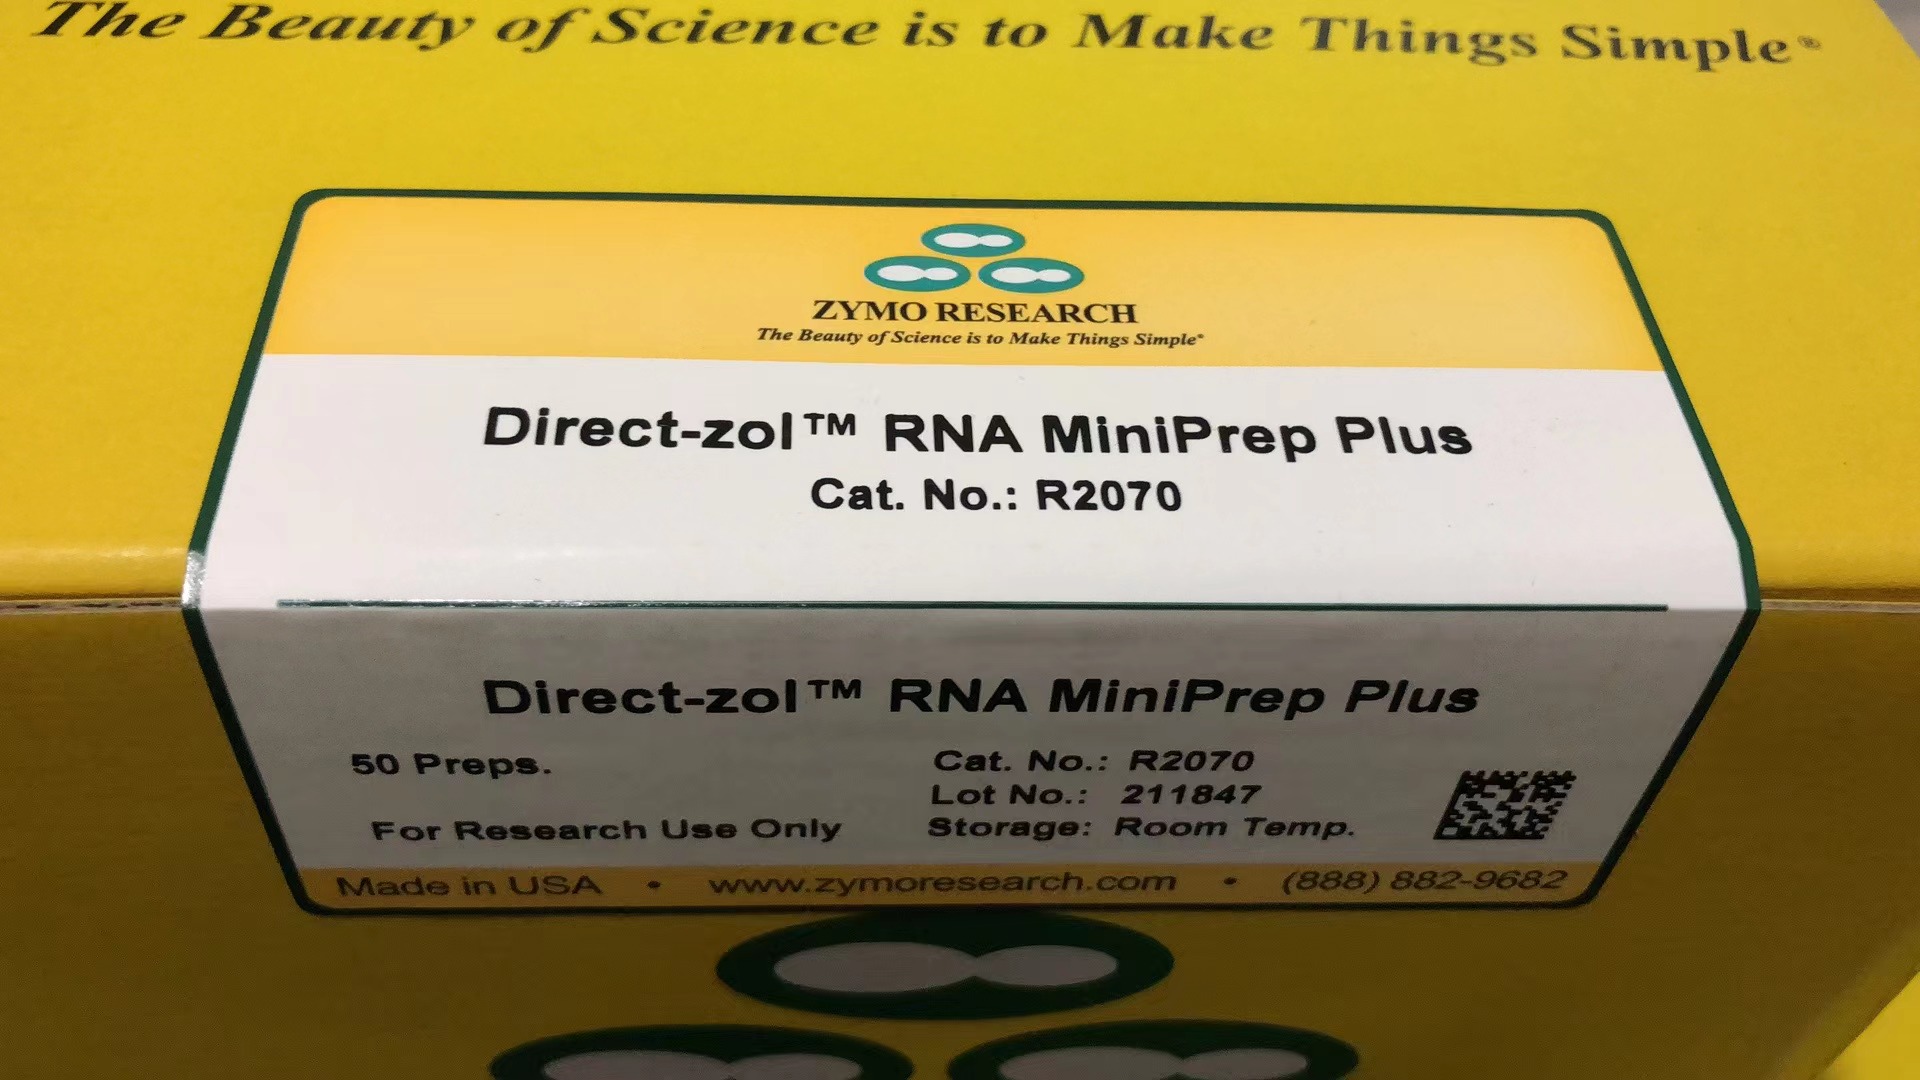 The Beauty of Science is to Make Things Simple®
ZYMO RESEARCH
The Beauty of Science is to Make Things Simple®
Direct-zol™ RNA MiniPrep Plus
Cat. No.: R2070
Direct-zol™ RNA MiniPrep Plus
50 Preps.
Cat. No.: R2070
Lot No.: 211847
For Research Use Only
Storage: Room Temp.
Made in USA • www.zymoresearch.com • (888) 882-9682